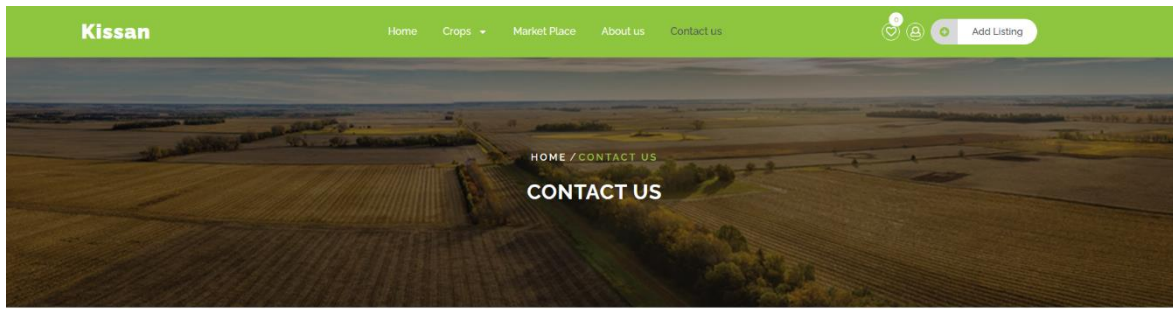 Kissan
Home Crops Market Place About us Contact us
0
Add Listing
HOME / CONTACT US
CONTACT US